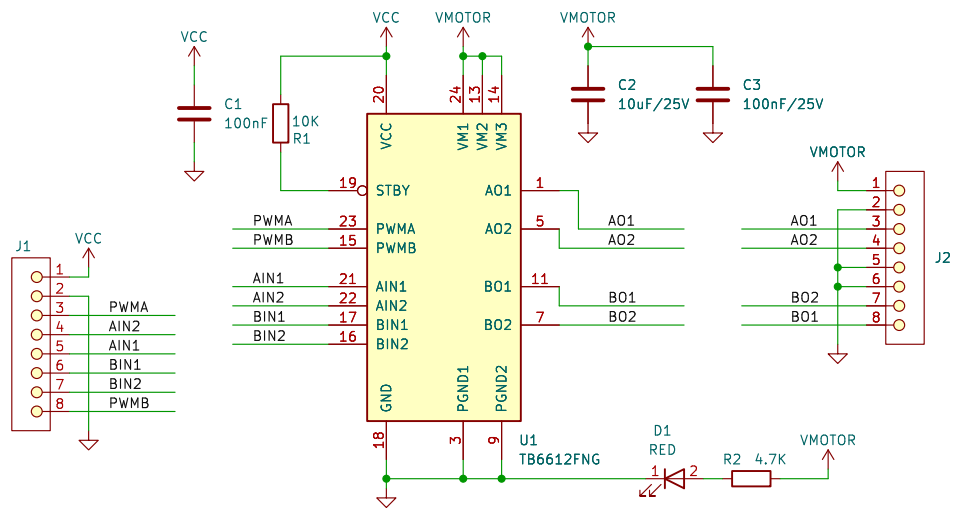 VCC
VMOTOR
VMOTOR
VCC
C1
100nF
10K
R1
20
24
13
14
VCC
VM1
VM2
VM3
C2
10uF/25V
C3
100nF/25V
VMOTOR
19
STBY
AO1
1
PWMA
23
PWMA
AO2
5
AO1
PWMB
15
PWMB
AO2
AIN1
21
AIN1
BO1
11
AIN2
22
AIN2
BO1
BIN1
17
BIN1
BO2
7
BO2
BIN2
16
BIN2
GND
PGND1
PGND2
18
3
9
U1
TB6612FNG
J1
VCC
1
2
3
PWMA
4
AIN2
5
AIN1
6
BIN1
7
BIN2
8
PWMB
1
2
AO1
3
AO2
4
5
J2
6
BO2
7
BO1
8
D1
RED
1
2
R2
4.7K
VMOTOR